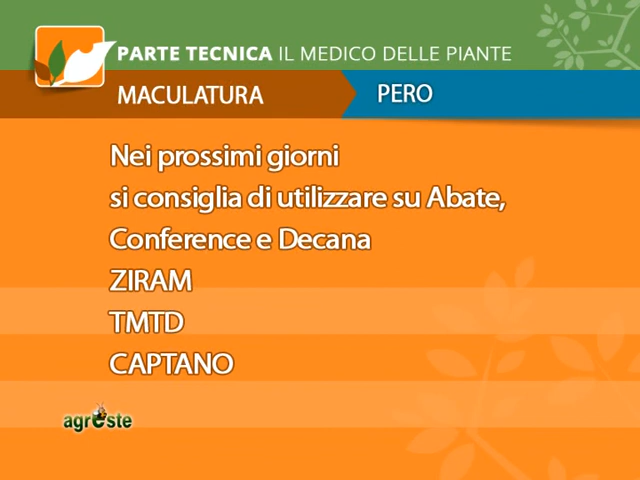 PARTE TECNICA IL MEDICO DELLE PIANTE
MACULATURA
PERO
Nei prossimi giorni
si consiglia di utilizzare su Abate,
Conference e Decana
ZIRAM
TMTD
CAPTANO
agreste